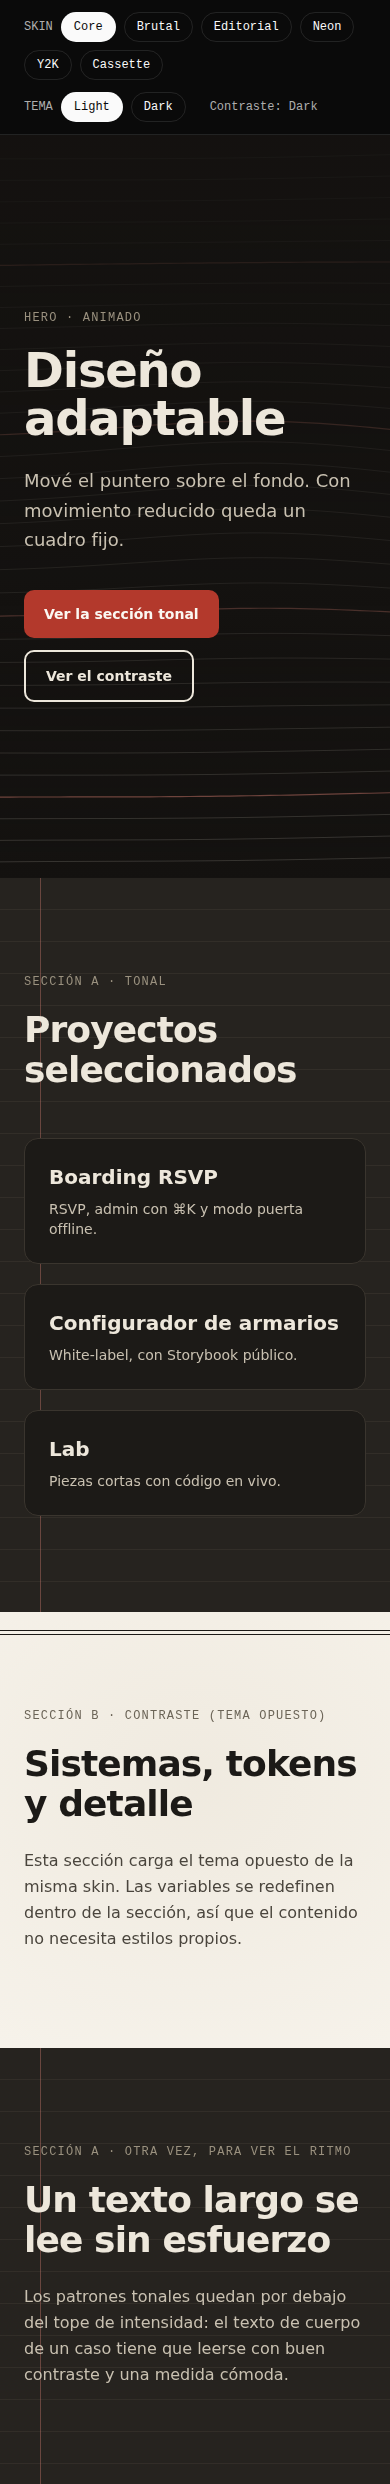 SKIN Core Brutal Editorial Neon
Y2K Cassette
TEMA Light Dark Contraste: Dark
HERO · ANIMADO
Diseño
adaptable
Mové el puntero sobre el fondo. Con
movimiento reducido queda un
cuadro fijo.
Ver la sección tonal
Ver el contraste
SECCIÓN A · TONAL
Proyectos
seleccionados
Boarding RSVP
RSVP, admin con ⌘K y modo puerta
offline.
Configurador de armarios
White-label, con Storybook público.
Lab
Piezas cortas con código en vivo.
SECCIÓN B · CONTRASTE (TEMA OPUESTO)
Sistemas, tokens
y detalle
Esta sección carga el tema opuesto de la
misma skin. Las variables se redefinen
dentro de la sección, así que el contenido
no necesita estilos propios.
SECCIÓN A · OTRA VEZ, PARA VER EL RITMO
Un texto largo se
lee sin esfuerzo
Los patrones tonales quedan por debajo
del tope de intensidad: el texto de cuerpo
de un caso tiene que leerse con buen
contraste y una medida cómoda.